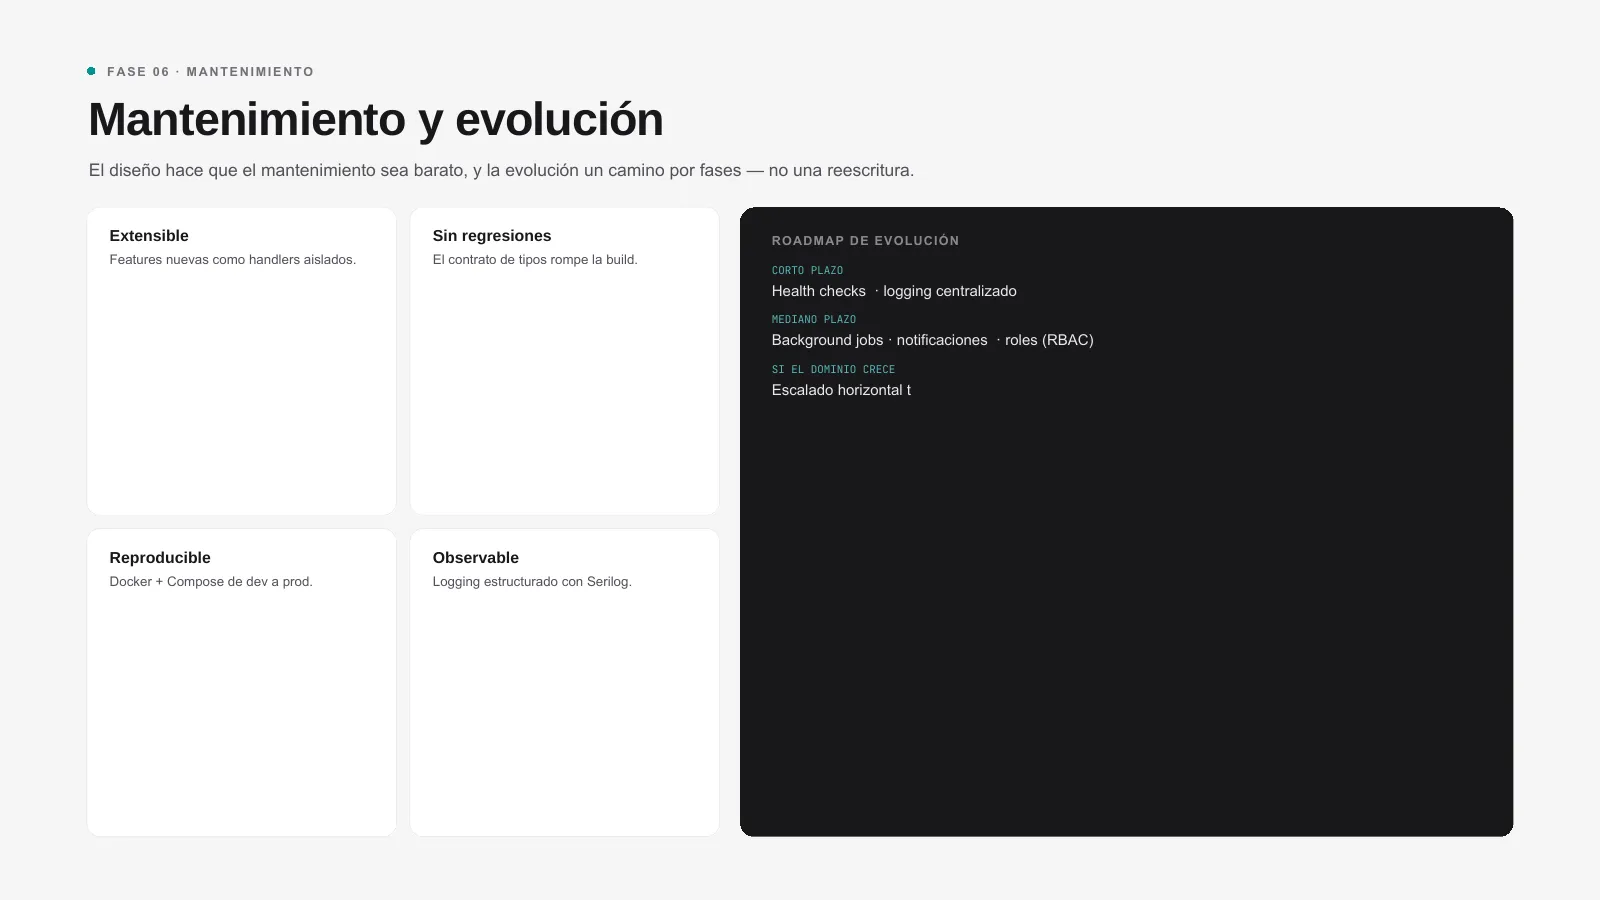 FASE 06 · MANTENIMIENTO
Mantenimiento y evolución
El diseño hace que el mantenimiento sea barato, y la evolución un camino por fases — no una reescritura.
Extensible
Features nuevas como handlers aislados.
Sin regresiones
El contrato de tipos rompe la build.
Reproducible
Docker + Compose de dev a prod.
Observable
Logging estructurado con Serilog.
ROADMAP DE EVOLUCIÓN
CORTO PLAZO
Health checks · logging centralizado
MEDIANO PLAZO
Background jobs · notificaciones · roles (RBAC)
SI EL DOMINIO CRECE
Escalado horizontal t